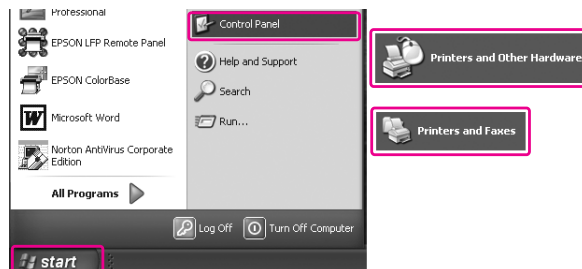 Professional
EPSON LFP Remote Panel
EPSON ColorBase
Microsoft Word
Norton AntiVirus Corporate
Edition
All Programs
Control Panel
Help and Support
Search
Run...
Log Off
Turn Off Computer
start
Printers and Other Hardware
Printers and Faxes